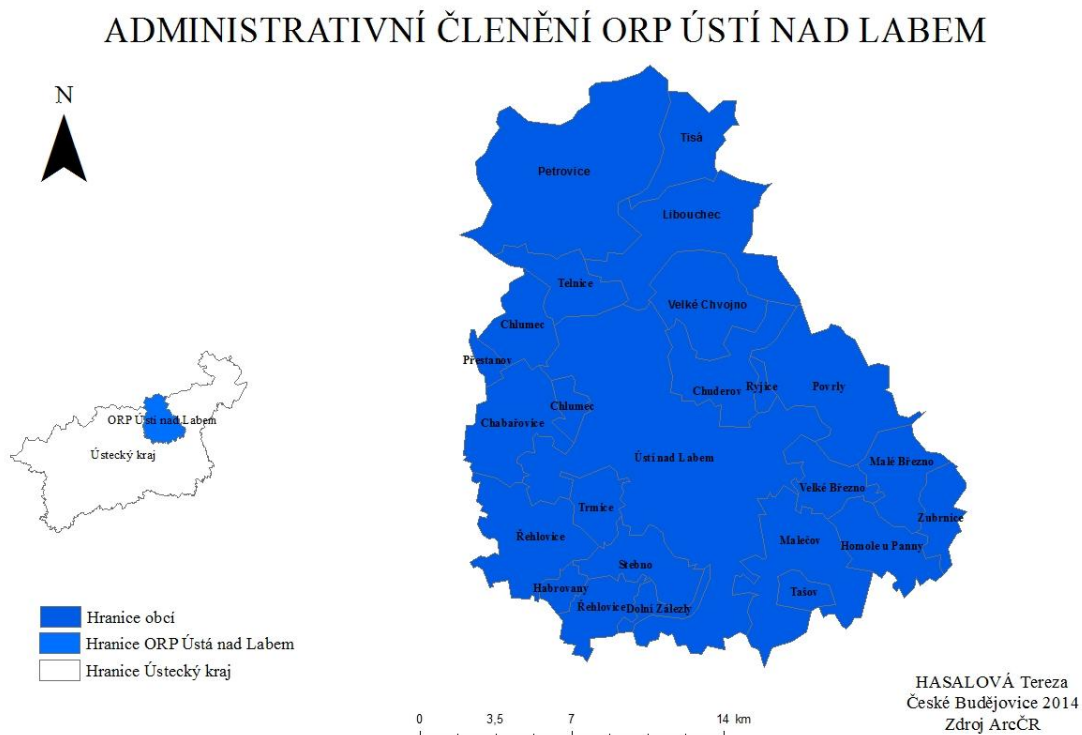 ADMINISTRATIVNÍ ČLENĚNÍ ORP ÚSTÍ NAD LABEM
N
Tisá
Petrovice
Libouchec
Telnice
Velké Chvojno
Chlumec
Přestanov
Chuderov
Ryjice
Povrly
Chlumec
Chabařovice
ORP Ústí nad Labem
Ústecký kraj
Ústí nad Labem
Malé Březno
Velké Březno
Zubrnice
Trmice
Řehlovice
Malečov
Homole u Panny
Stebno
Habrovany
Tašov
Řehlovice
Dolní Zálezly
Hranice obcí
Hranice ORP Ústá nad Labem
Hranice Ústecký kraj
HASALOVÁ Tereza
České Budějovice 2014
Zdroj ArcČR
0 3,5 7 14 km